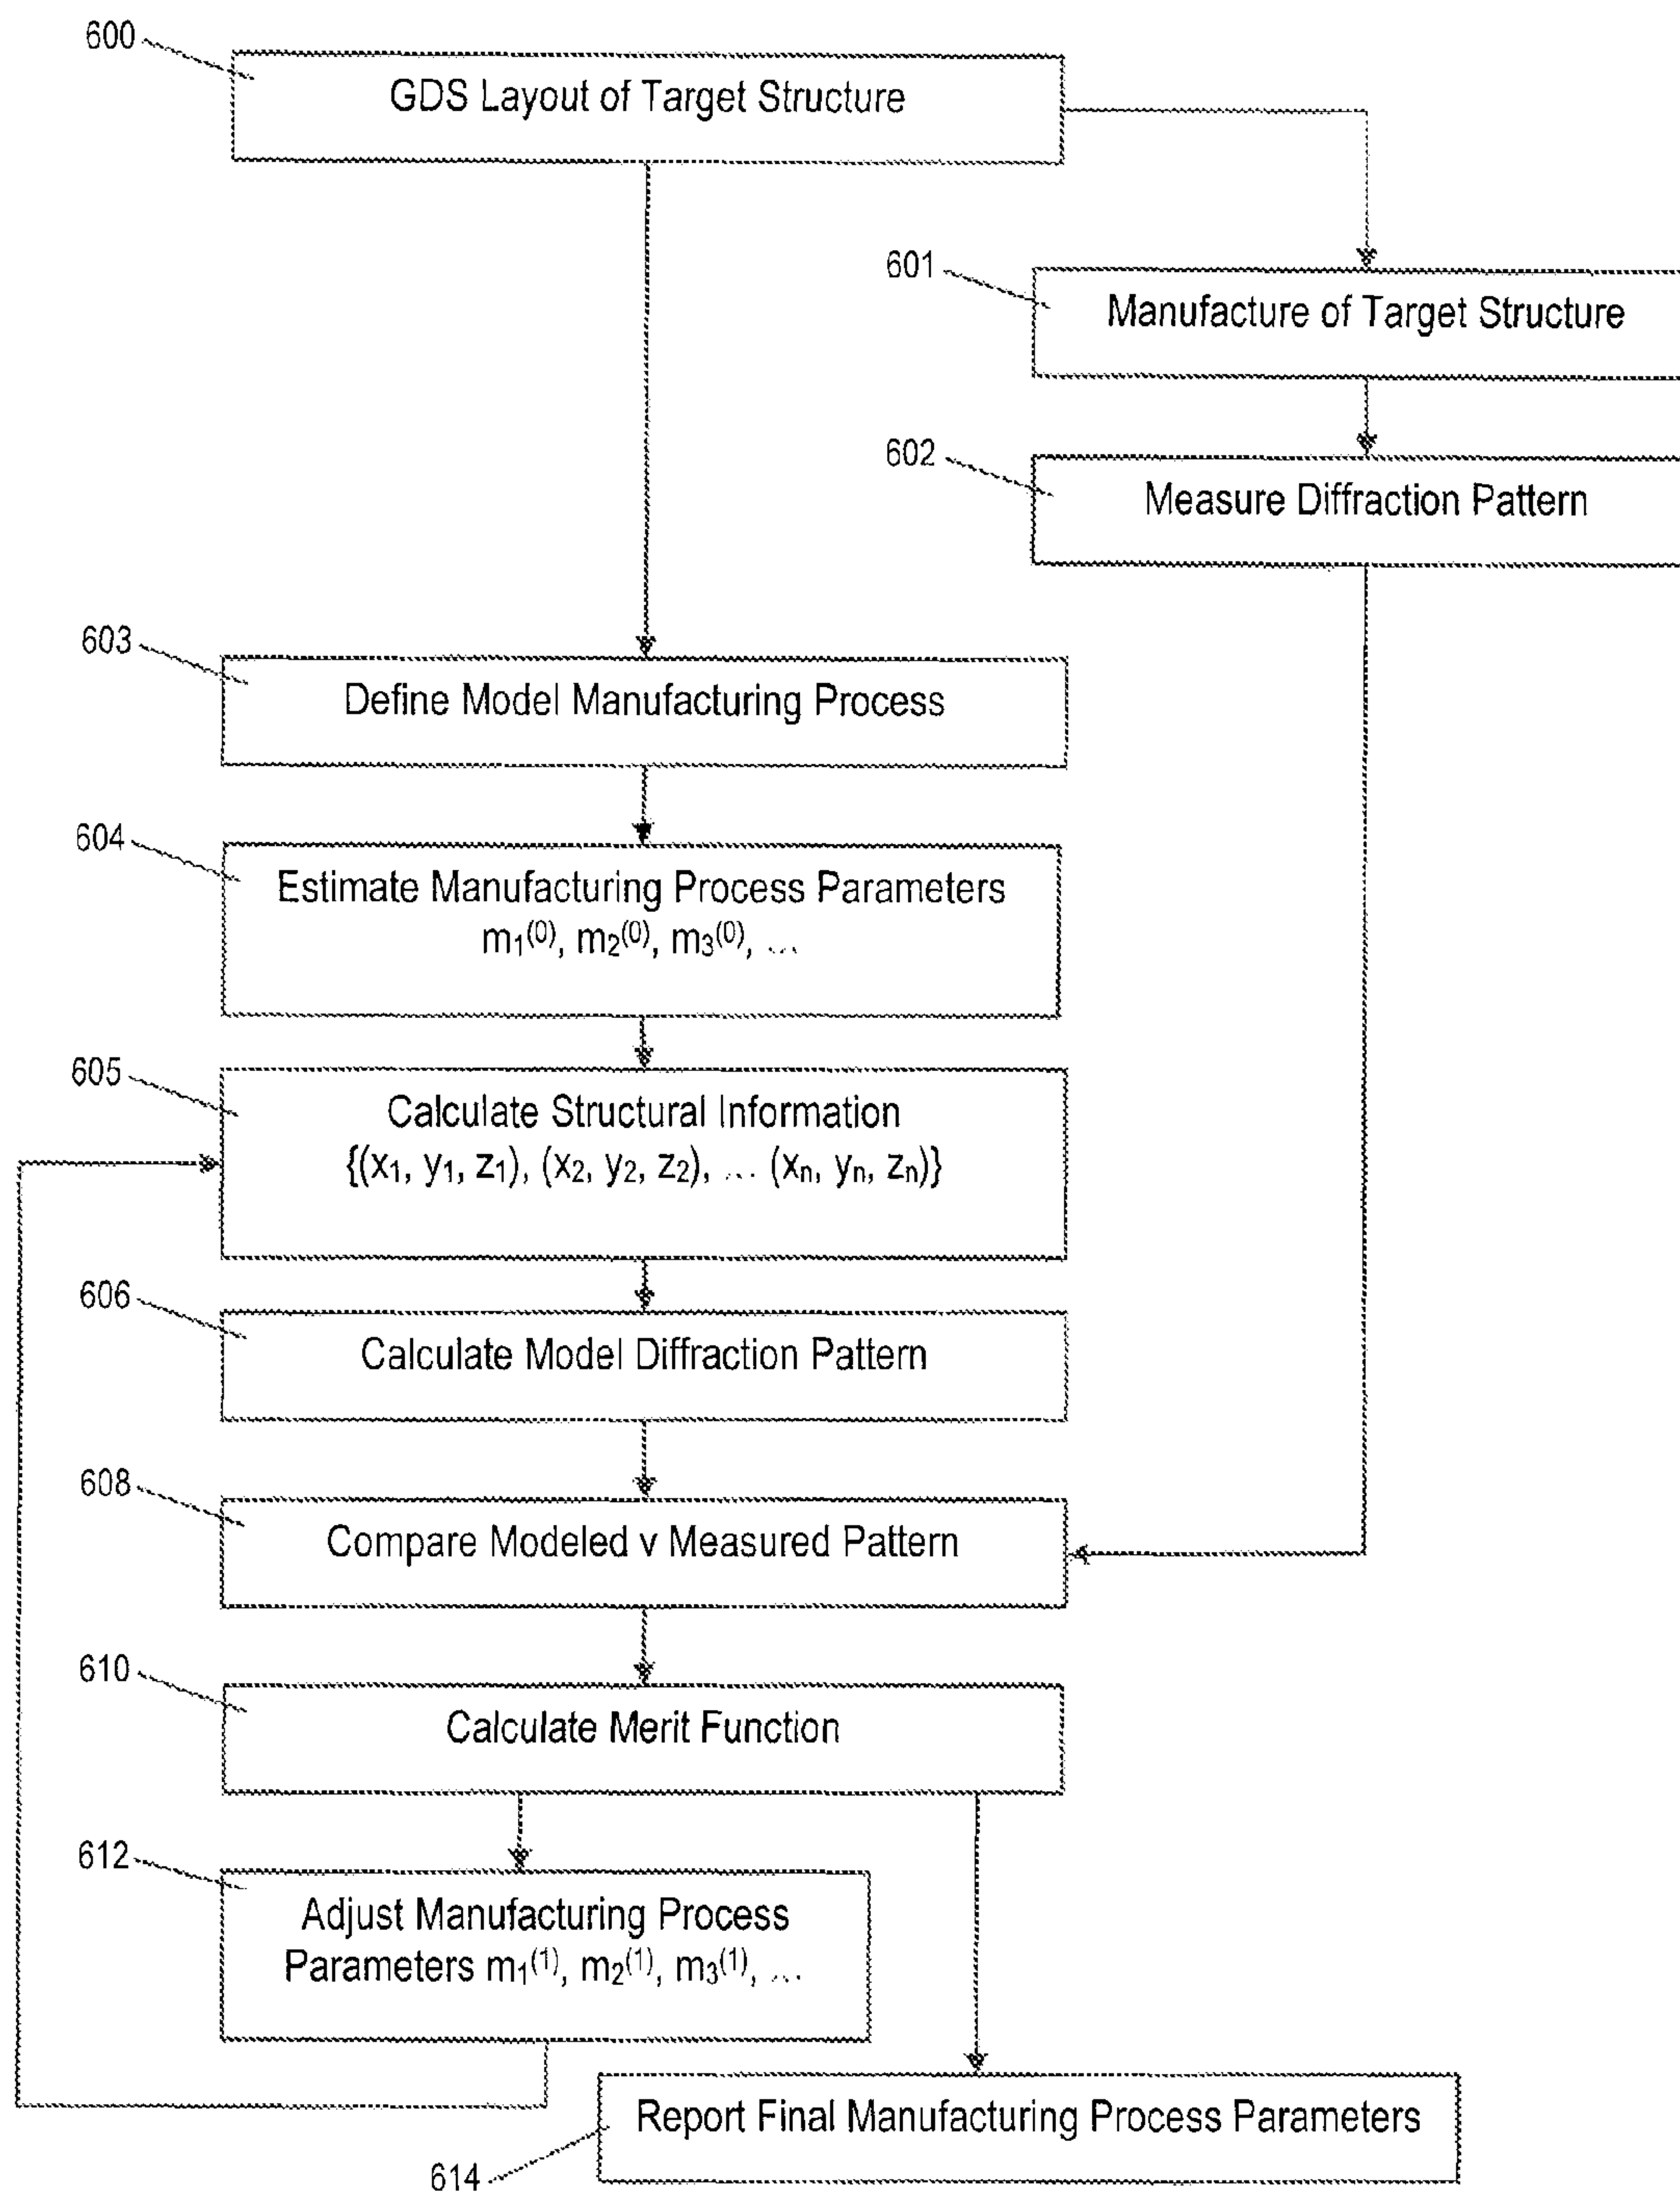 600
GDS Layout of Target Structure
601
Manufacture of Target Structure
602
Measure Diffraction Pattern
603
Define Model Manufacturing Process
604
Estimate Manufacturing Process Parameters
m₁⁽⁰⁾, m₂⁽⁰⁾, m₃⁽⁰⁾, ...
605
Calculate Structural Information
{(x₁, y₁, z₁), (x₂, y₂, z₂), ... (xₙ, yₙ, zₙ)}
606
Calculate Model Diffraction Pattern
608
Compare Modeled v Measured Pattern
610
Calculate Merit Function
612
Adjust Manufacturing Process
Parameters m₁⁽¹⁾, m₂⁽¹⁾, m₃⁽¹⁾, ...
Report Final Manufacturing Process Parameters
614